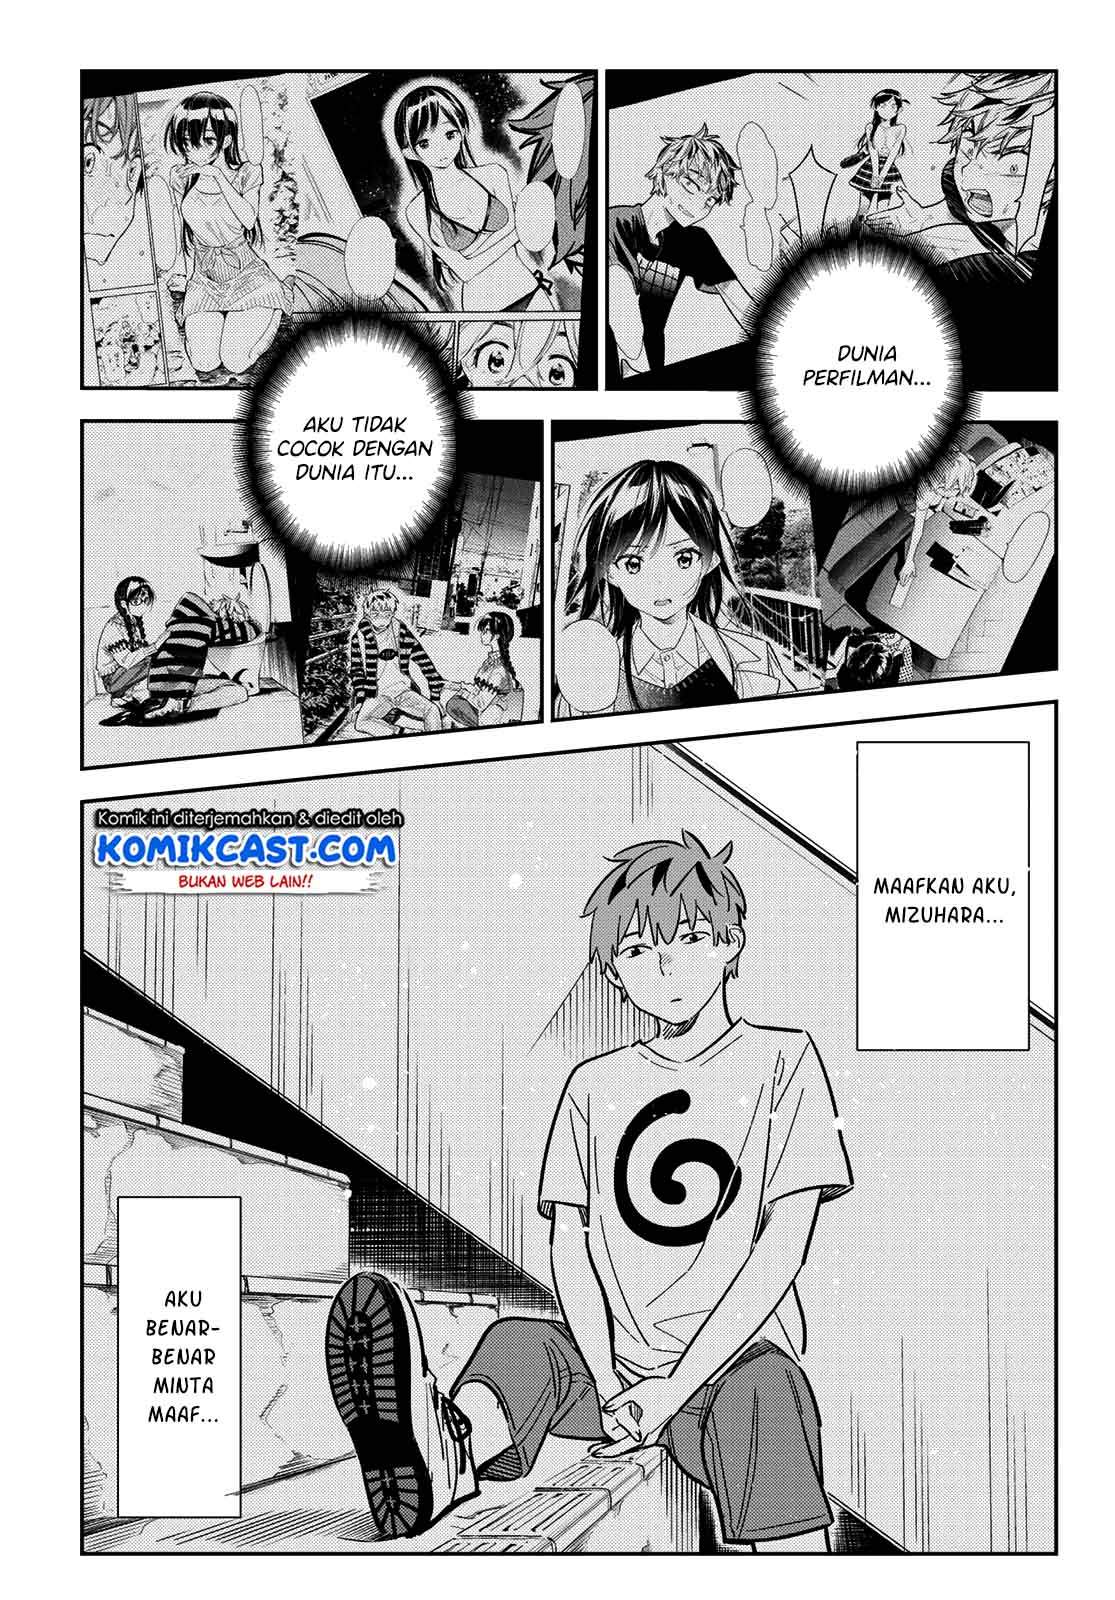 DUNIA
PERFILMAN...
AKU TIDAK
COCOK DENGAN
DUNIA ITU...
MAAFKAN AKU,
MIZUHARA...
Komik ini diterjemahkan & diedit oleh
KOMIKCAST.COM
BUKAN WEB LAIN!!
AKU
BENAR-
BENAR
MINTA
MAAF...